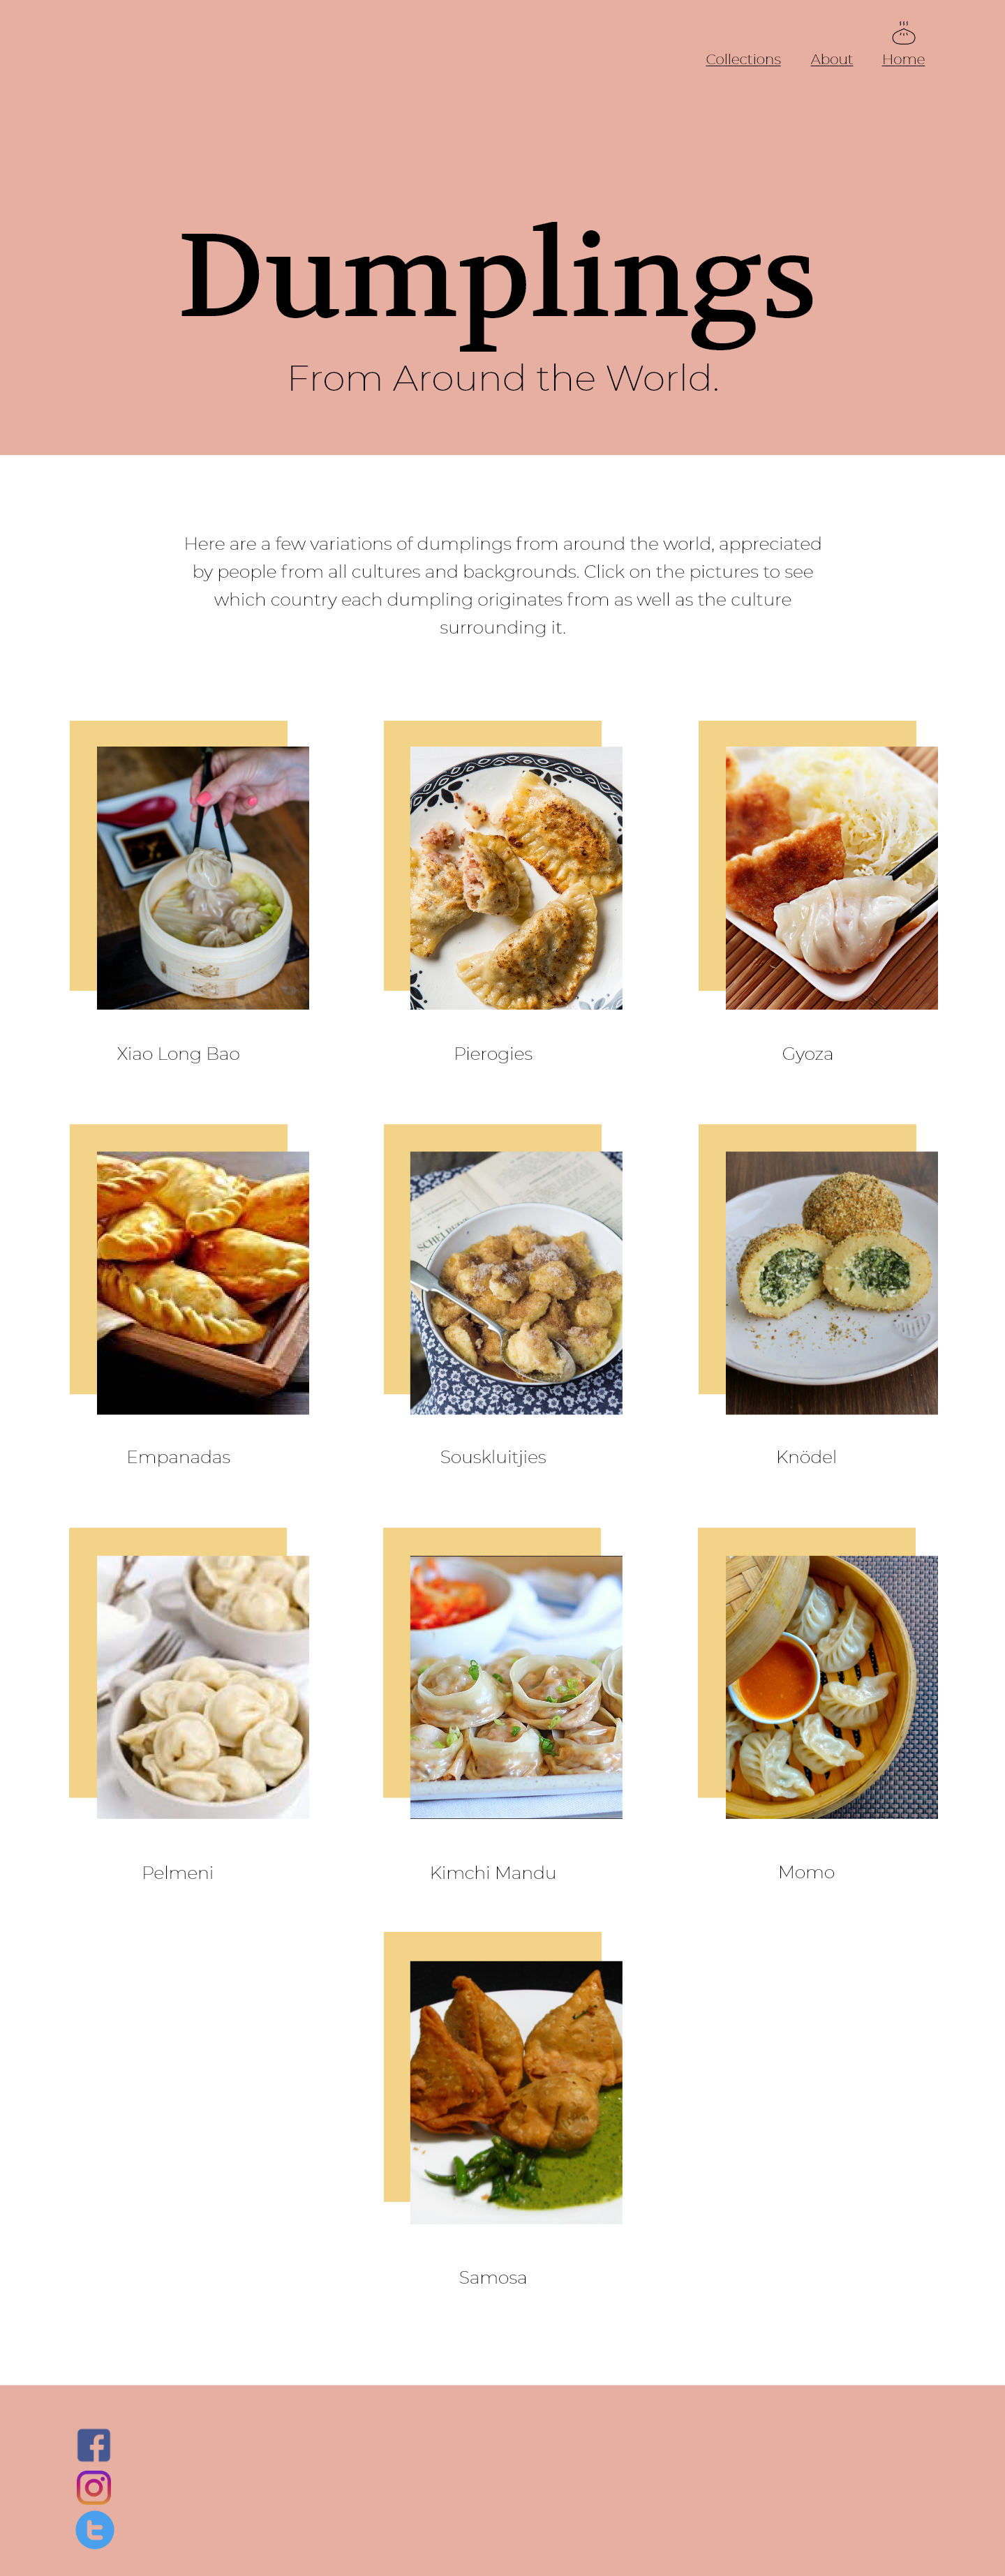 Collections About Home
Dumplings
From Around the World.
Here are a few variations of dumplings from around the world, appreciated
by people from all cultures and backgrounds. Click on the pictures to see
which country each dumpling originates from as well as the culture
surrounding it.
Xiao Long Bao
Pierogies
Gyoza
Empanadas
Souskluitjies
Knödel
Pelmeni
Kimchi Mandu
Momo
Samosa